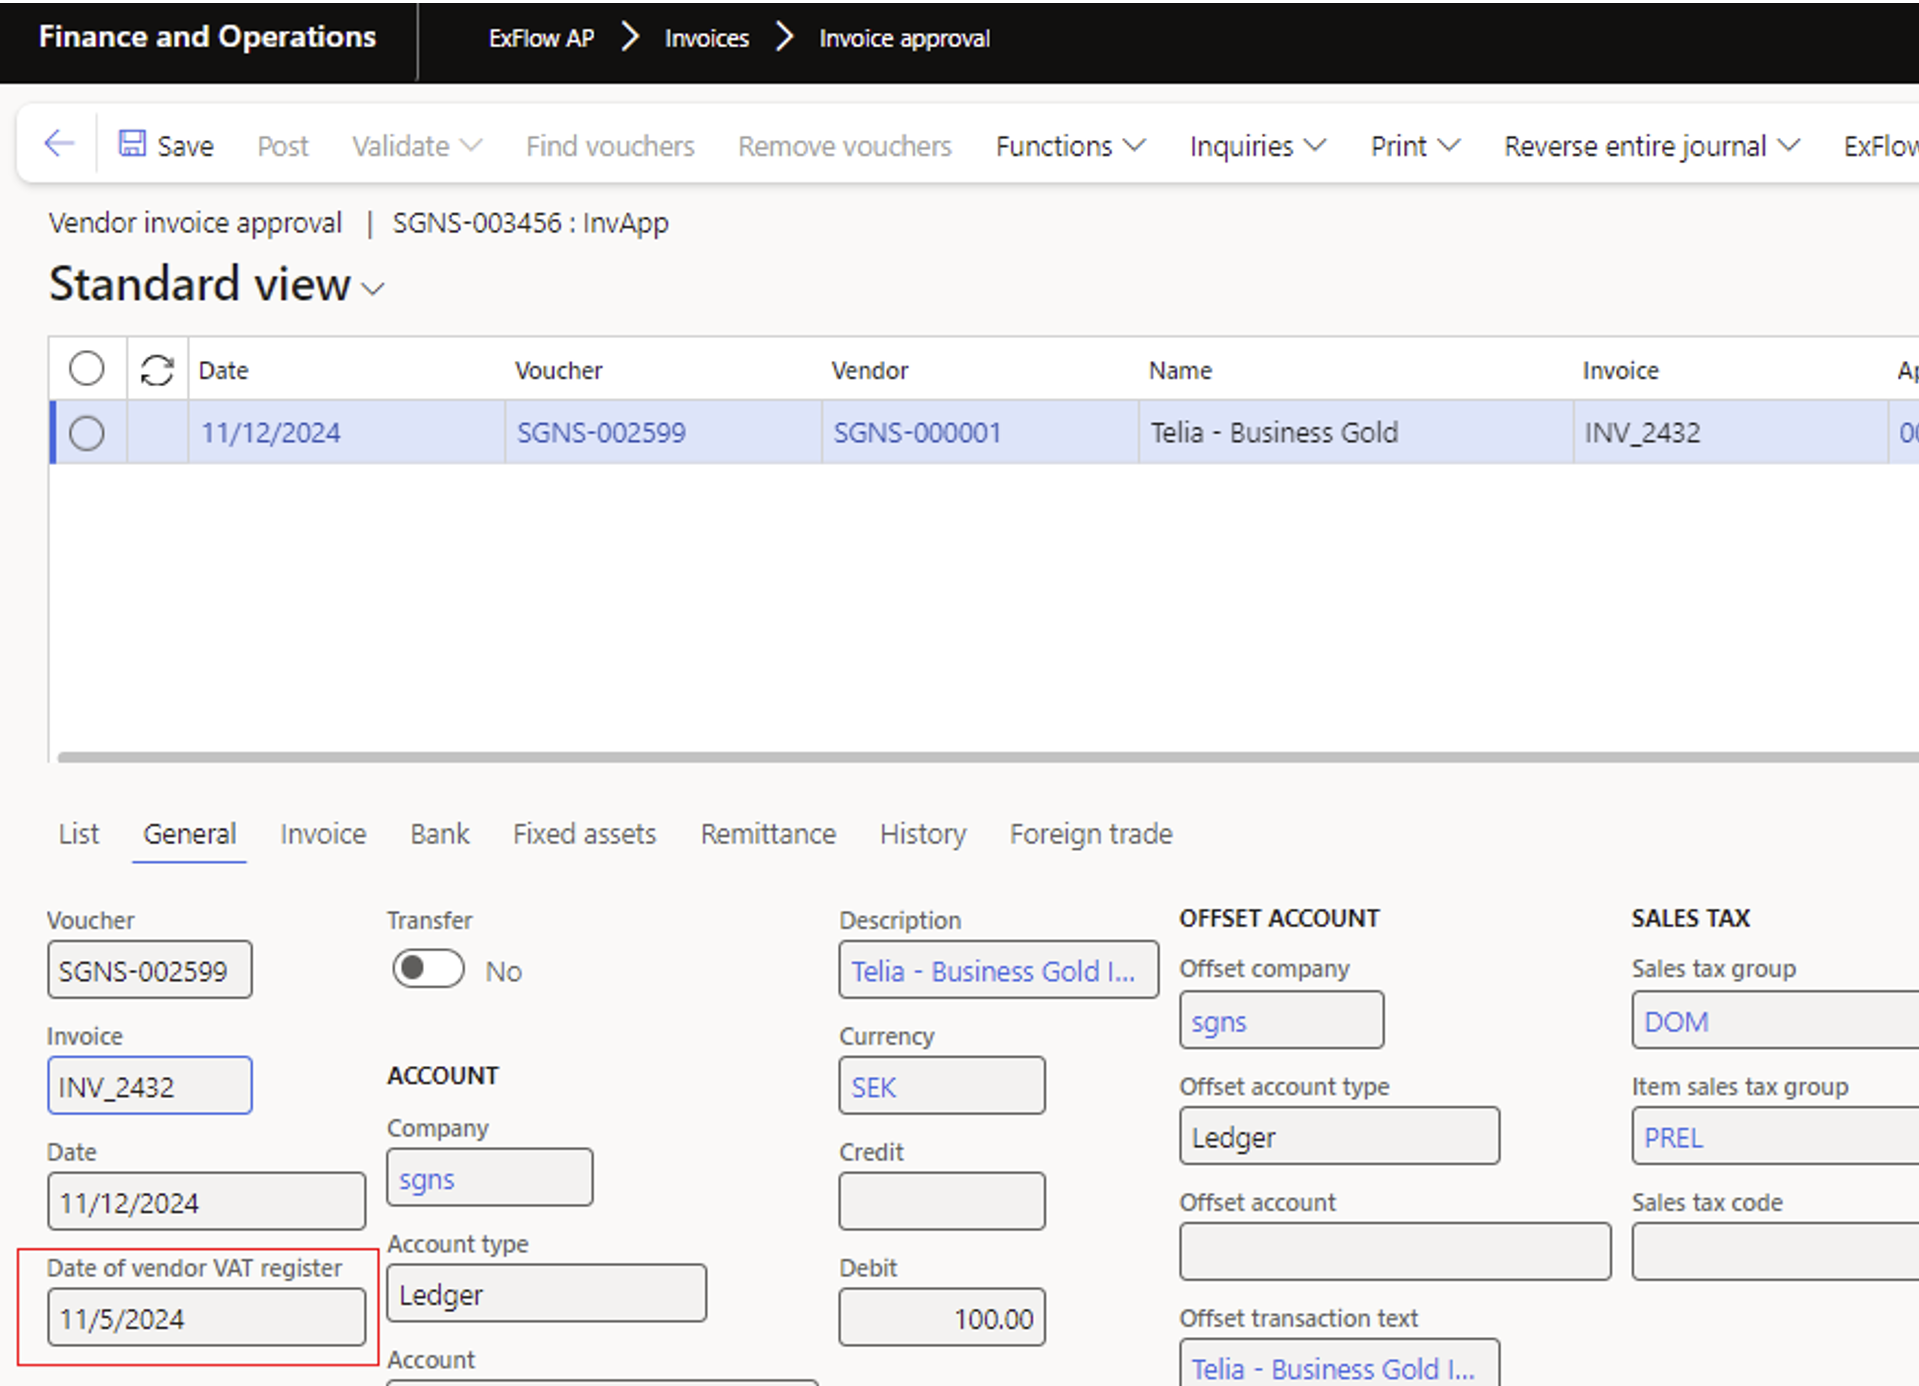 Finance and Operations ExFlow AP Invoices Invoice approval
Save Post Validate Find vouchers Remove vouchers Functions Inquiries Print Reverse entire journal ExFlow
Vendor invoice approval | SGNS-003456 : InvApp
Standard view
Date Voucher Vendor Name Invoice
11/12/2024 SGNS-002599 SGNS-000001 Telia - Business Gold INV_2432
List General Invoice Bank Fixed assets Remittance History Foreign trade
Voucher
SGNS-002599
Invoice
INV_2432
Date
11/12/2024
Date of vendor VAT register
11/5/2024
Transfer
No
ACCOUNT
Company
sgns
Account type
Ledger
Account
Description
Telia - Business Gold I...
Currency
SEK
Credit
Debit
100.00
OFFSET ACCOUNT
Offset company
sgns
Offset account type
Ledger
Offset account
Offset transaction text
Telia - Business Gold I...
SALES TAX
Sales tax group
DOM
Item sales tax group
PREL
Sales tax code